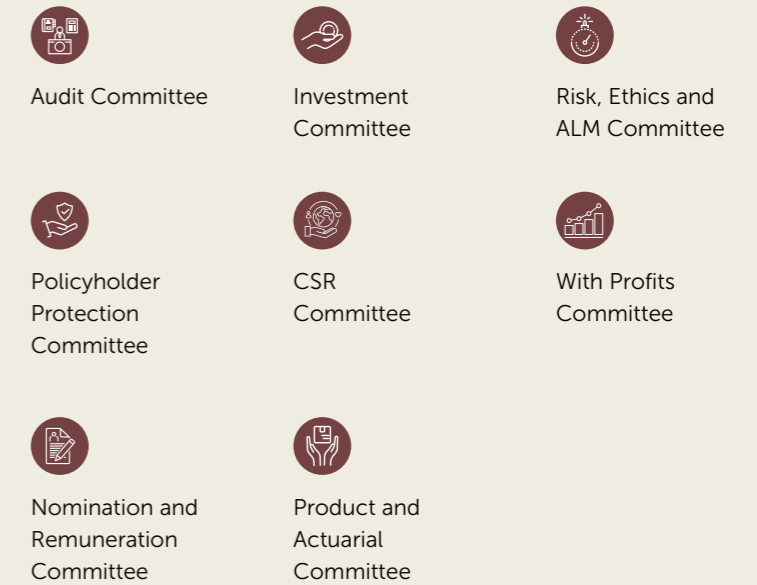 Audit Committee
Investment
Committee
Risk, Ethics and
ALM Committee
Policyholder
Protection
Committee
CSR
Committee
With Profits
Committee
Nomination and
Remuneration
Committee
Product and
Actuarial
Committee